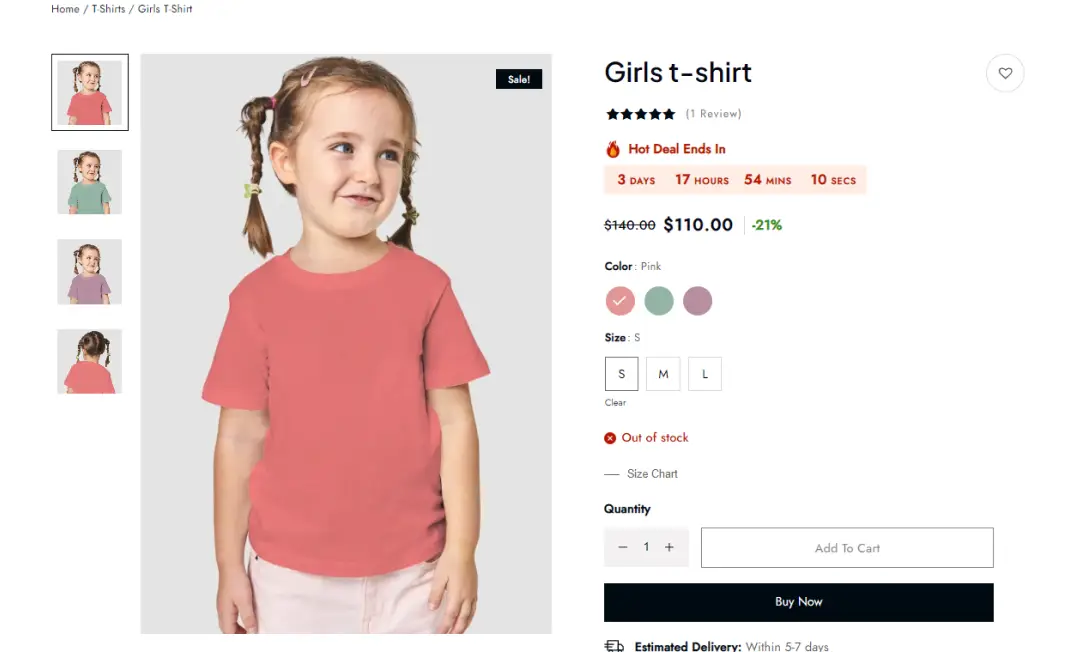 Home / T-Shirts / Girls T-Shirt
Sale!
Girls t-shirt
(1 Review)
Hot Deal Ends In
3 DAYS 17 HOURS 54 MINS 10 SECS
$140.00 $110.00 -21%
Color : Pink
Size : S
S M L
Clear
Out of stock
Size Chart
Quantity
− 1 +
Add To Cart
Buy Now
Estimated Delivery: Within 5-7 days